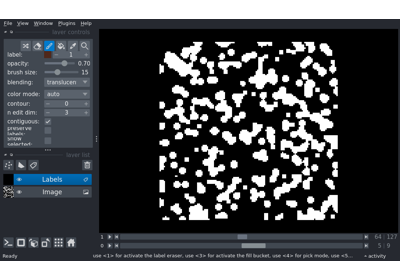 File View Window Plugins Help
layer controls
label: 1
opacity: 0.70
brush size: 15
blending: translucen
color mode: auto
contour: 0
n edit dim: 3
contiguous:
preserve labels:
show selected:
layer list
Labels
Image
1 64 127
0 5 9
Ready use <1> for activate the label eraser, use <3> for activate the fill bucket, use <4> for pick mode, use <5... activity